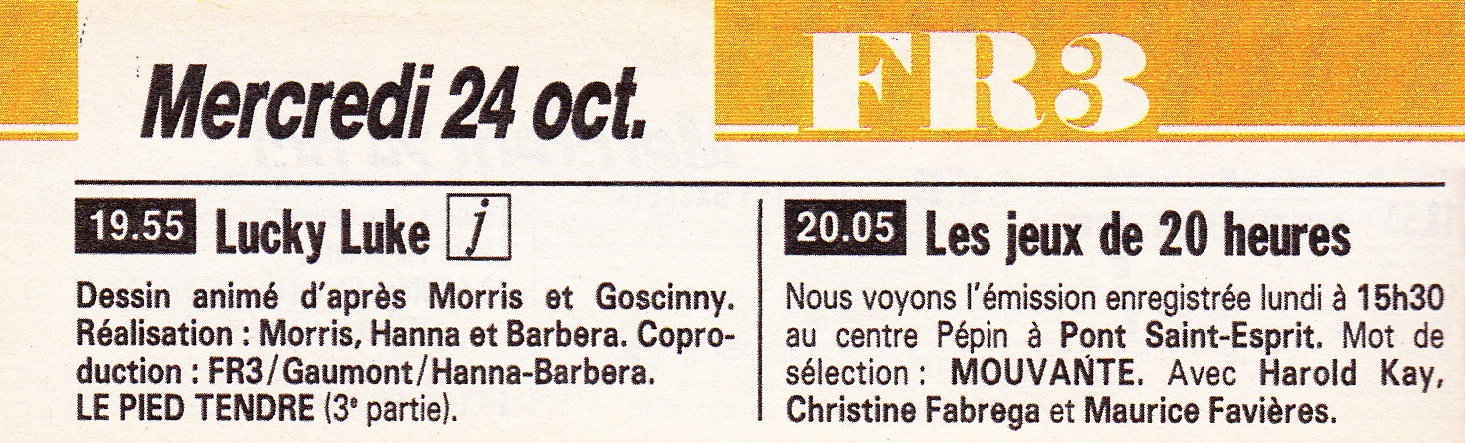 Mercredi 24 oct.
FR3
19.55 Lucky Luke j
Dessin animé d'après Morris et Goscinny.
Réalisation : Morris, Hanna et Barbera. Copro-
duction : FR3/Gaumont/Hanna-Barbera.
LE PIED TENDRE (3e partie).
20.05 Les jeux de 20 heures
Nous voyons l'émission enregistrée lundi à 15h30
au centre Pépin à Pont Saint-Esprit. Mot de
sélection : MOUVANTE. Avec Harold Kay,
Christine Fabrega et Maurice Favières.